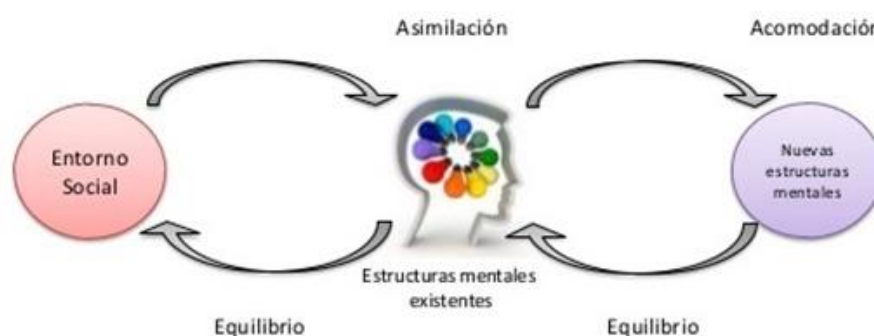 Asimilación
Acomodación
Entorno
Social
Nuevas
estructuras
mentales
Estructuras mentales
existentes
Equilibrio
Equilibrio